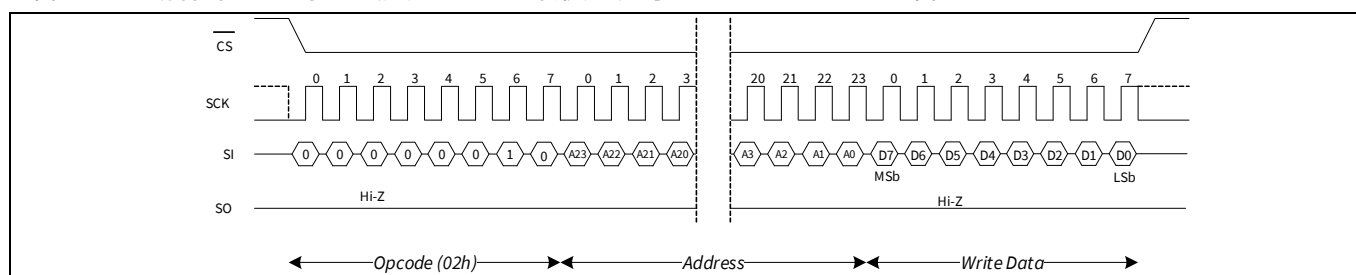 CS
0 1 2 3 4 5 6 7 0 1 2 3 20 21 22 23 0 1 2 3 4 5 6 7
SCK
SI 0 0 0 0 0 0 1 0 A23 A22 A21 A20 A3 A2 A1 A0 D7 D6 D5 D4 D3 D2 D1 D0
MSb LSb
Hi-Z Hi-Z
SO
Opcode (02h) Address Write Data